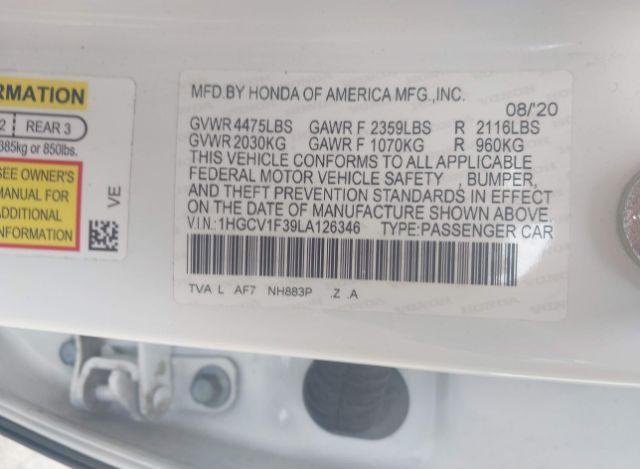 RMATION
2 REAR 3
385kg or 850lbs.
SEE OWNER'S
MANUAL FOR
ADDITIONAL
INFORMATION
VE
MFD.BY HONDA OF AMERICA MFG.,INC.
08/'20
GVWR 4475LBS GAWR F 2359LBS R 2116LBS
GVWR 2030KG GAWR F 1070KG R 960KG
THIS VEHICLE CONFORMS TO ALL APPLICABLE
FEDERAL MOTOR VEHICLE SAFETY , BUMPER,
AND THEFT PREVENTION STANDARDS IN EFFECT
ON THE DATE OF MANUFACTURE SHOWN ABOVE.
V.I.N.: 1HGCV1F39LA126346 TYPE:PASSENGER CAR
TVA L AF7 NH883P .Z .A